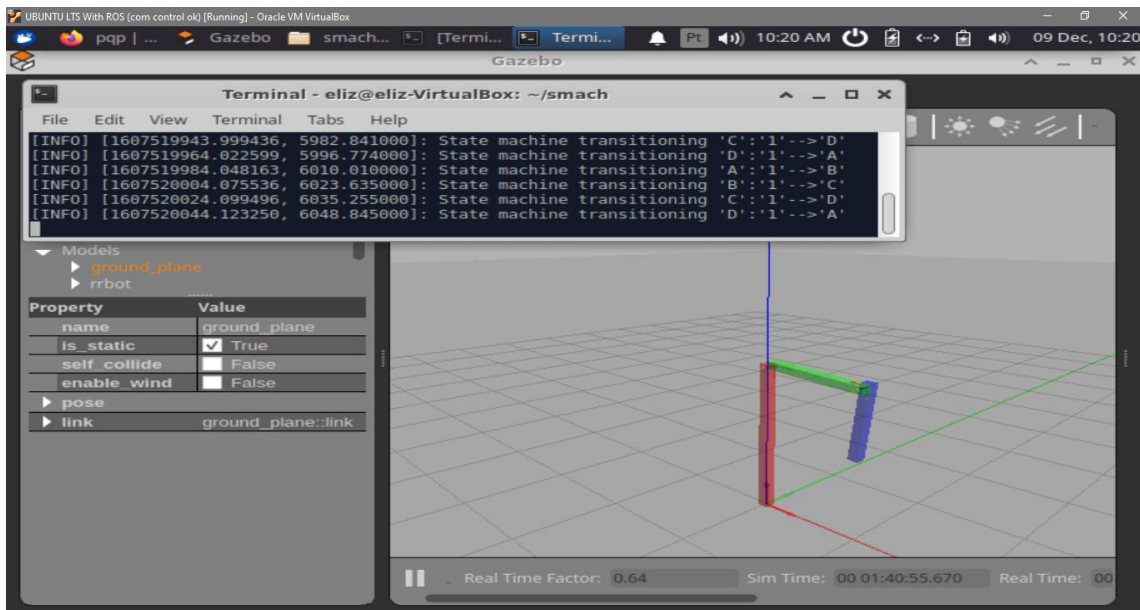 UBUNTU LTS With ROS (com control ok) [Running] - Oracle VM VirtualBox
pqp | ... Gazebo smach... [Termi... Termi... Pt 10:20 AM 09 Dec, 10:20
Gazebo
Terminal - eliz@eliz-VirtualBox: ~/smach
File Edit View Terminal Tabs Help
[INFO] [1607519943.999436, 5982.841000]: State machine transitioning 'C':'1'-->'D'
[INFO] [1607519964.022599, 5996.774000]: State machine transitioning 'D':'1'-->'A'
[INFO] [1607519984.048163, 6010.010000]: State machine transitioning 'A':'1'-->'B'
[INFO] [1607520004.075536, 6023.635000]: State machine transitioning 'B':'1'-->'C'
[INFO] [1607520024.099496, 6035.255000]: State machine transitioning 'C':'1'-->'D'
[INFO] [1607520044.123250, 6048.845000]: State machine transitioning 'D':'1'-->'A'
Models
ground_plane
rrbot
Property Value
name ground_plane
is_static True
self_collide False
enable_wind False
pose
link ground_plane::link
Real Time Factor: 0.64 Sim Time: 00 01:40:55.670 Real Time: 00